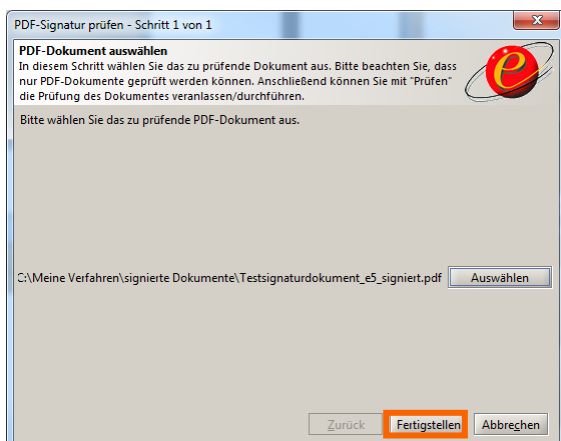 PDF-Signatur prüfen - Schritt 1 von 1
PDF-Dokument auswählen
In diesem Schritt wählen Sie das zu prüfende Dokument aus. Bitte beachten Sie, dass
nur PDF-Dokumente geprüft werden können. Anschließend können Sie mit "Prüfen"
die Prüfung des Dokumentes veranlassen/durchführen.
e
Bitte wählen Sie das zu prüfende PDF-Dokument aus.
C:\Meine Verfahren\signierte Dokumente\Testsignaturdokument_e5_signiert.pdf Auswählen
Zurück Fertigstellen Abbrechen